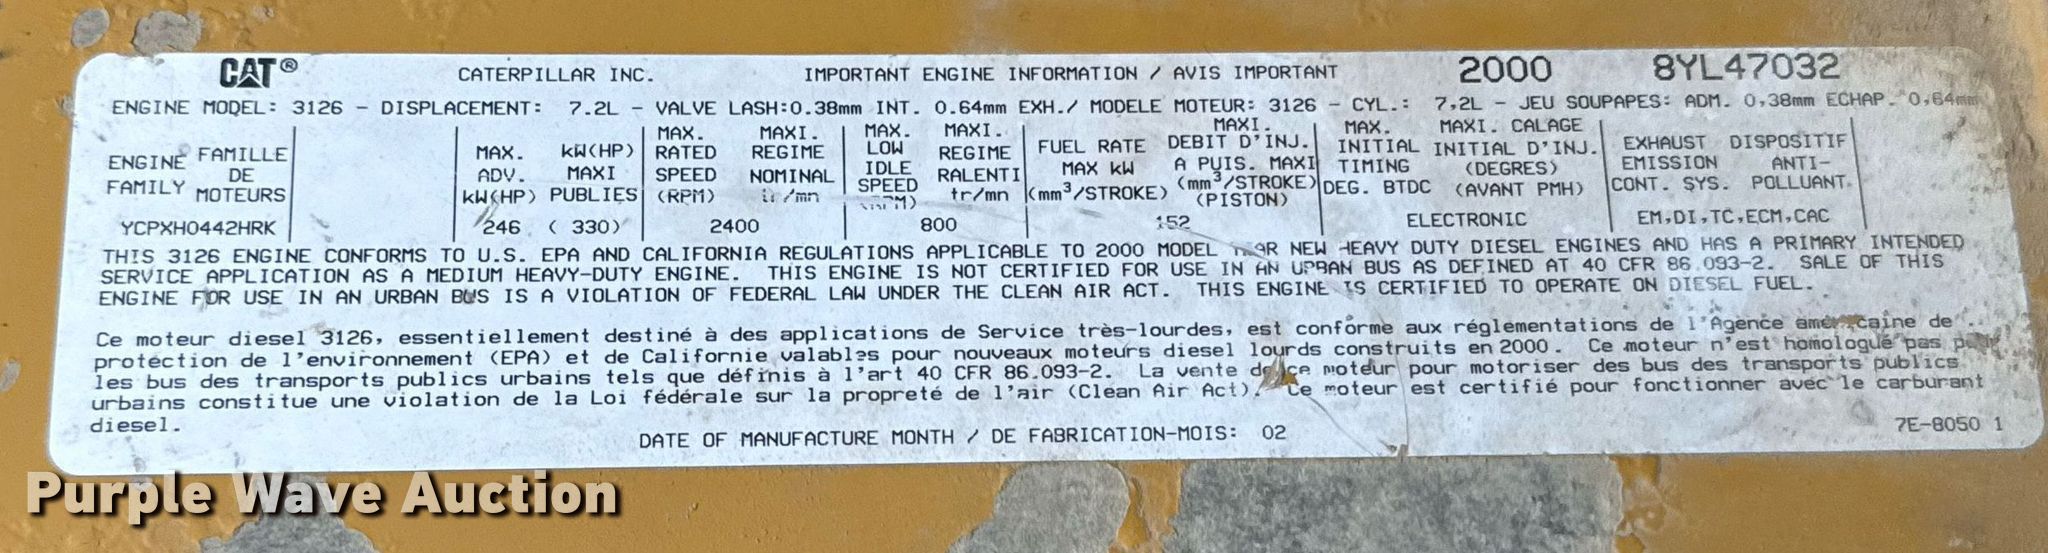 CAT® CATERPILLAR INC. IMPORTANT ENGINE INFORMATION / AVIS IMPORTANT 2000 8YL47032
ENGINE MODEL: 3126 - DISPLACEMENT: 7.2L - VALVE LASH:0.38mm INT. 0.64mm EXH./ MODELE MOTEUR: 3126 - CYL.: 7,2L - JEU SOUPAPES: ADM. 0,38mm ECHAP. 0,64mm
ENGINE FAMILY
FAMILLE DE MOTEURS
MAX. ADV. kW(HP)
kW(HP) MAXI PUBLIES
MAX. RATED SPEED (RPM)
MAXI. REGIME NOMINAL tr/mn
MAX. LOW IDLE SPEED (RPM)
MAXI. REGIME RALENTI tr/mn
FUEL RATE MAX kW (mm³/STROKE)
MAXI. DEBIT D'INJ. A PUIS. MAXI (mm³/STROKE) (PISTON)
MAX. INITIAL TIMING DEG. BTDC
MAXI. CALAGE INITIAL D'INJ. (DEGRES) (AVANT PMH)
EXHAUST EMISSION CONT. SYS.
DISPOSITIF ANTI- POLLUANT
YCPXH0442HRK 246 ( 330) 2400 800 152 ELECTRONIC EM,DI,TC,ECM,CAC
THIS 3126 ENGINE CONFORMS TO U.S. EPA AND CALIFORNIA REGULATIONS APPLICABLE TO 2000 MODEL YEAR NEW HEAVY DUTY DIESEL ENGINES AND HAS A PRIMARY INTENDED
SERVICE APPLICATION AS A MEDIUM HEAVY-DUTY ENGINE. THIS ENGINE IS NOT CERTIFIED FOR USE IN AN URBAN BUS AS DEFINED AT 40 CFR 86.093-2. SALE OF THIS
ENGINE FOR USE IN AN URBAN BUS IS A VIOLATION OF FEDERAL LAW UNDER THE CLEAN AIR ACT. THIS ENGINE IS CERTIFIED TO OPERATE ON DIESEL FUEL.
Ce moteur diesel 3126, essentiellement destiné à des applications de Service très-lourdes, est conforme aux réglementations de l'Agence américaine de
protection de l'environnement (EPA) et de Californie valables pour nouveaux moteurs diesel lourds construits en 2000. Ce moteur n'est homologué pas pour
les bus des transports publics urbains tels que définis à l'art 40 CFR 86.093-2. La vente de ce moteur pour motoriser des bus des transports publics
urbains constitue une violation de la Loi fédérale sur la propreté de l'air (Clean Air Act). Ce moteur est certifié pour fonctionner avec le carburant
diesel.
DATE OF MANUFACTURE MONTH / DE FABRICATION-MOIS: 02
7E-8050 1
Purple Wave Auction